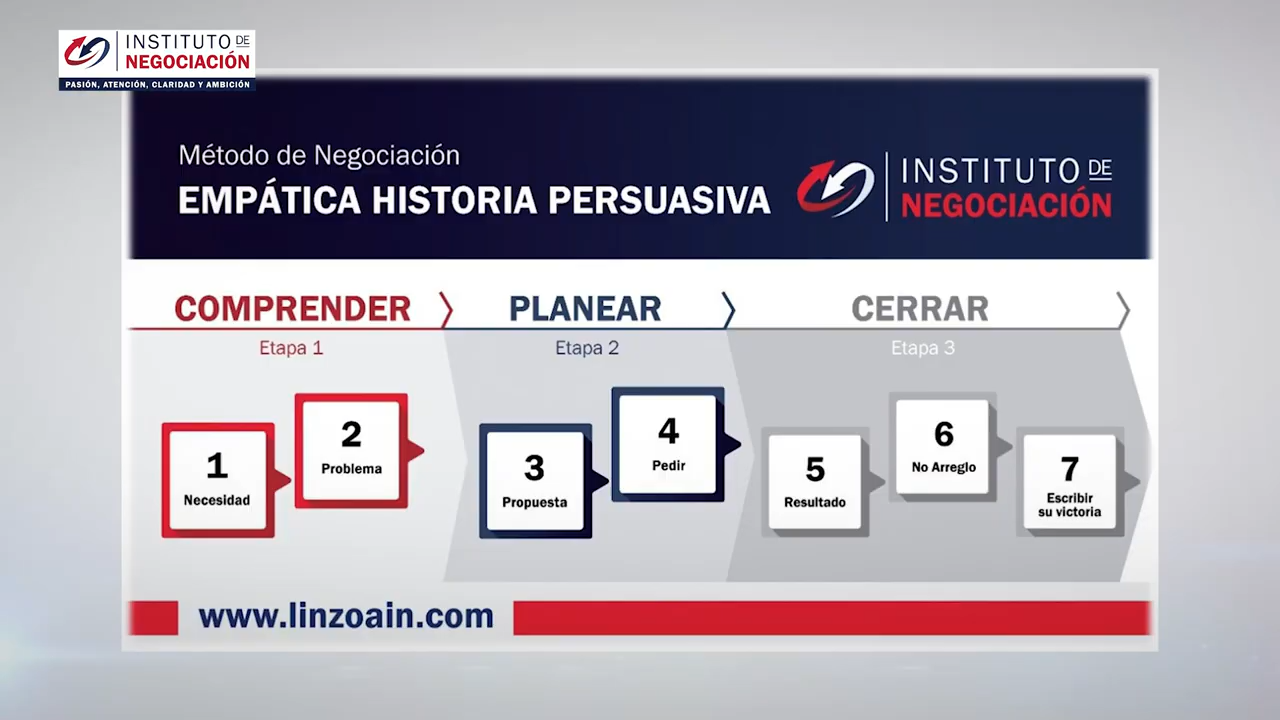 INSTITUTO DE
NEGOCIACIÓN
PASIÓN, ATENCIÓN, CLARIDAD Y AMBICIÓN
Método de Negociación
EMPÁTICA HISTORIA PERSUASIVA
INSTITUTO DE
NEGOCIACIÓN
COMPRENDER
PLANEAR
CERRAR
Etapa 1
Etapa 2
Etapa 3
1
Necesidad
2
Problema
3
Propuesta
4
Pedir
5
Resultado
6
No Arreglo
7
Escribir
su victoria
www.linzoain.com